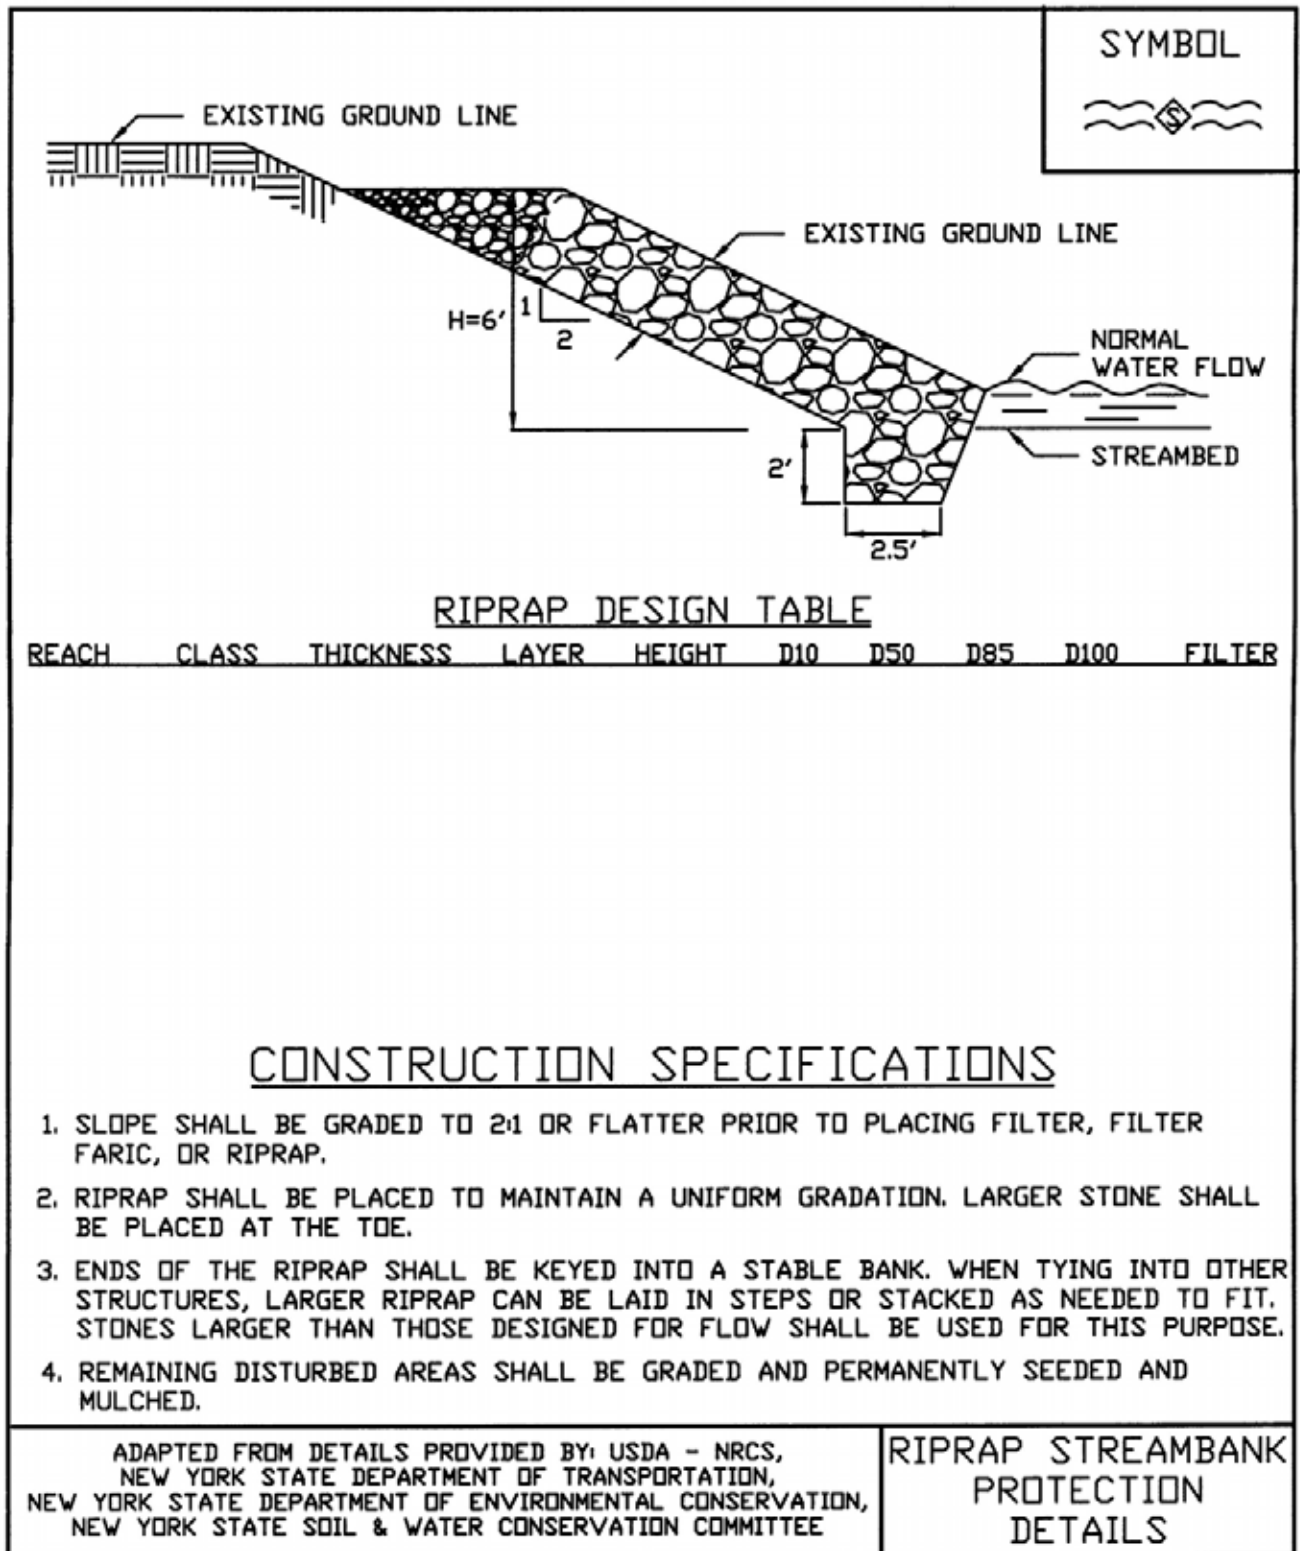 SYMBOL
S
EXISTING GROUND LINE
EXISTING GROUND LINE
H=6'
1
2
NORMAL
WATER FLOW
STREAMBED
2'
2.5'
RIPRAP DESIGN TABLE
REACH CLASS THICKNESS LAYER HEIGHT D10 D50 D85 D100 FILTER
CONSTRUCTION SPECIFICATIONS
1. SLOPE SHALL BE GRADED TO 2:1 OR FLATTER PRIOR TO PLACING FILTER, FILTER
FARIC, OR RIPRAP.
2. RIPRAP SHALL BE PLACED TO MAINTAIN A UNIFORM GRADATION. LARGER STONE SHALL
BE PLACED AT THE TOE.
3. ENDS OF THE RIPRAP SHALL BE KEYED INTO A STABLE BANK. WHEN TYING INTO OTHER
STRUCTURES, LARGER RIPRAP CAN BE LAID IN STEPS OR STACKED AS NEEDED TO FIT.
STONES LARGER THAN THOSE DESIGNED FOR FLOW SHALL BE USED FOR THIS PURPOSE.
4. REMAINING DISTURBED AREAS SHALL BE GRADED AND PERMANENTLY SEEDED AND
MULCHED.
ADAPTED FROM DETAILS PROVIDED BY: USDA - NRCS,
NEW YORK STATE DEPARTMENT OF TRANSPORTATION,
NEW YORK STATE DEPARTMENT OF ENVIRONMENTAL CONSERVATION,
NEW YORK STATE SOIL & WATER CONSERVATION COMMITTEE
RIPRAP STREAMBANK
PROTECTION
DETAILS